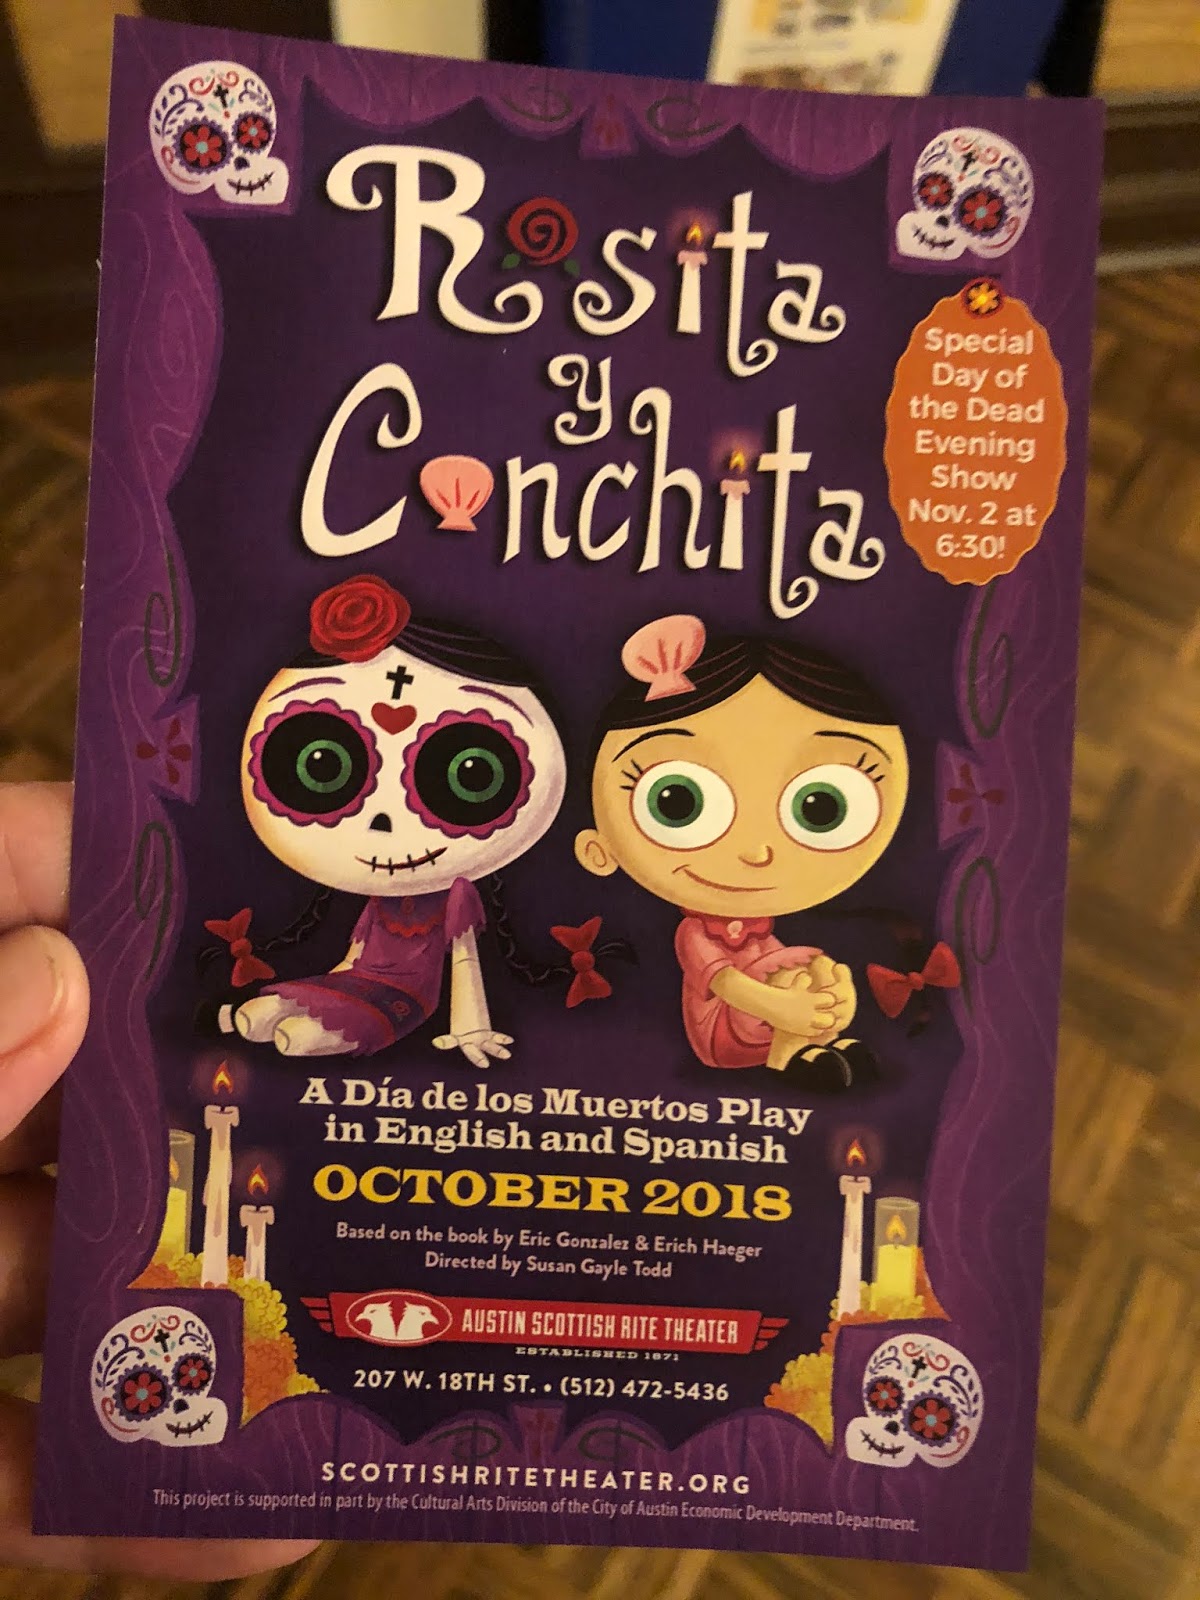 Rosita
y
Conchita
Special
Day of
the Dead
Evening
Show
Nov. 2 at
6:30!
A Día de los Muertos Play
in English and Spanish
OCTOBER 2018
Based on the book by Eric Gonzalez & Erich Haeger
Directed by Susan Gayle Todd
AUSTIN SCOTTISH RITE THEATER
ESTABLISHED 1871
207 W. 18TH ST. • (512) 472-5436
SCOTTISHRITETHEATER.ORG
This project is supported in part by the Cultural Arts Division of the City of Austin Economic Development Department.